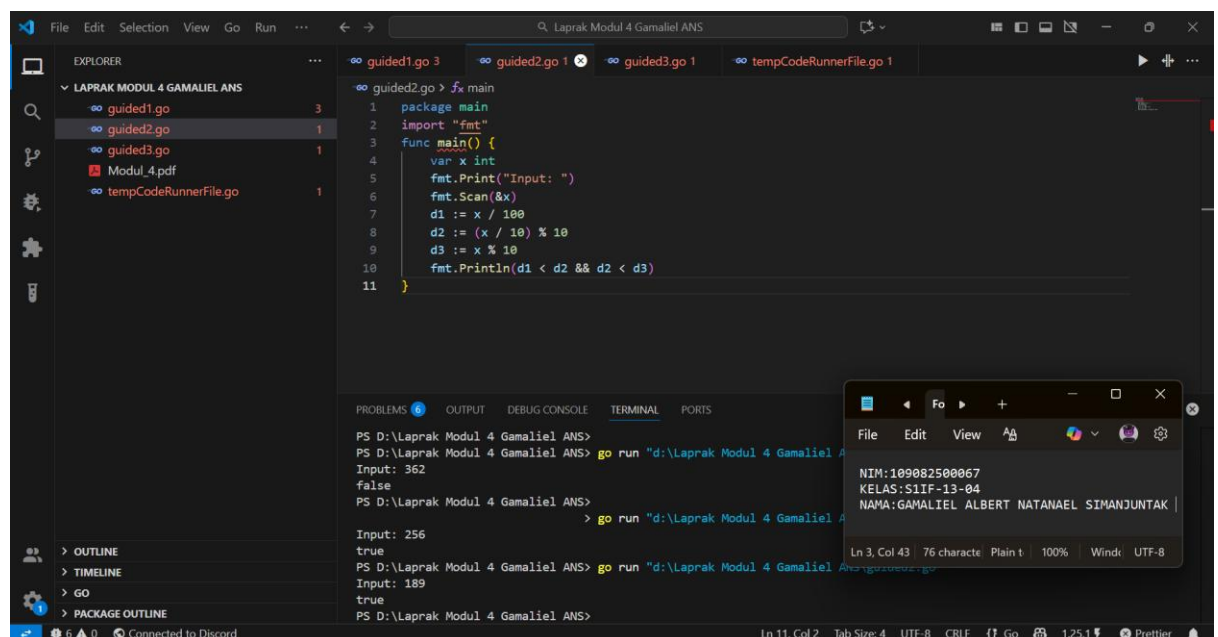 File Edit Selection View Go Run ... Laprak Modul 4 Gamaliel ANS
EXPLORER ...
LAPRAK MODUL 4 GAMALIEL ANS
guided1.go 3
guided2.go 1
guided3.go 1
Modul_4.pdf
tempCodeRunnerFile.go 1
OUTLINE
TIMELINE
GO
PACKAGE OUTLINE
guided1.go 3 guided2.go 1 guided3.go 1 tempCodeRunnerFile.go 1 ...
guided2.go > main
1 package main
2 import "fmt"
3 func main() {
4 var x int
5 fmt.Print("Input: ")
6 fmt.Scan(&x)
7 d1 := x / 100
8 d2 := (x / 10) % 10
9 d3 := x % 10
10 fmt.Println(d1 < d2 && d2 < d3)
11 }
PROBLEMS 6 OUTPUT DEBUG CONSOLE TERMINAL PORTS
PS D:\Laprak Modul 4 Gamaliel ANS>
PS D:\Laprak Modul 4 Gamaliel ANS> go run "d:\Laprak Modul 4 Gamaliel
Input: 362
false
PS D:\Laprak Modul 4 Gamaliel ANS>
> go run "d:\Laprak Modul 4 Gamaliel
Input: 256
true
PS D:\Laprak Modul 4 Gamaliel ANS> go run "d:\Laprak Modul 4 Gamaliel ANS\guided2.go"
Input: 189
true
PS D:\Laprak Modul 4 Gamaliel ANS>
Fo
File Edit View
NIM:109082500067
KELAS:S1IF-13-04
NAMA:GAMALIEL ALBERT NATANAEL SIMANJUNTAK
Ln 3, Col 43 76 characte Plain t 100% Windo UTF-8
6 0 Connected to Discord Ln 11, Col 2 Tab Size: 4 UTF-8 CRLF Go 1.25.1 Prettier